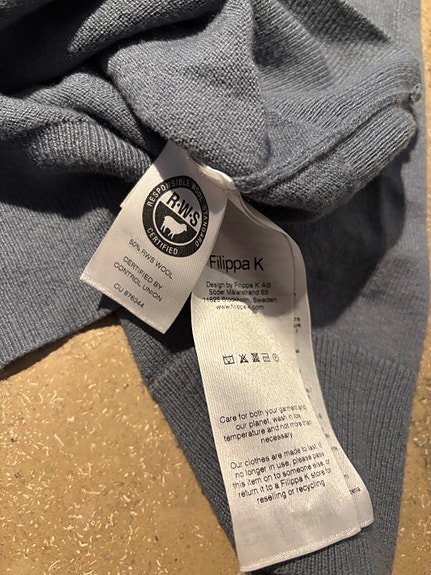 RESPONSIBLE WOOL STANDARD
R·W·S
CERTIFIED
50% RWS WOOL
CERTIFIED BY
CONTROL UNION
CU 876344
Filippa K
Design by Filippa K AB
Söder Mälarstrand 65
11825 Stockholm, Sweden
www.filippa-k.com
Care for both your garment and
our planet, wash in low
temperature and not more than
necessary.
Our clothes are made to last. If
no longer in use, please pass
this item on to someone else, or
return it to a Filippa K store for
reselling or recycling